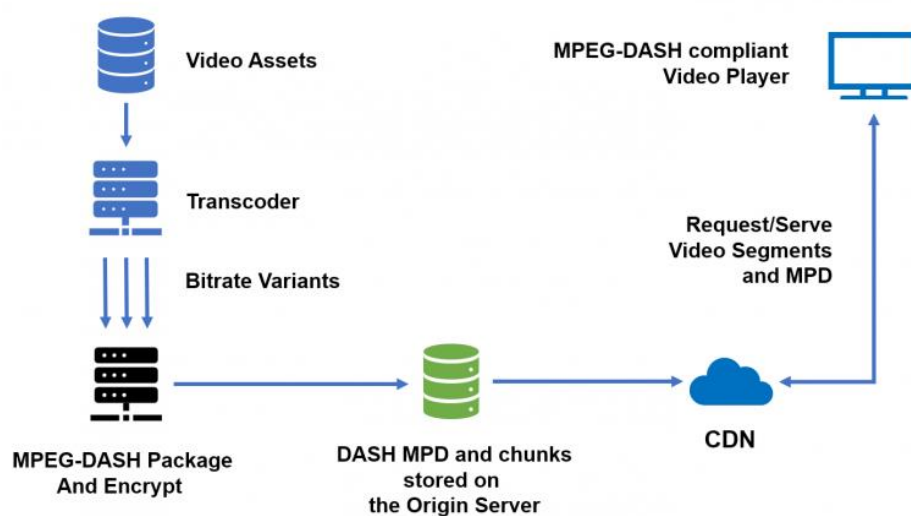 Video Assets
MPEG-DASH compliant
Video Player
Transcoder
Request/Serve
Video Segments
and MPD
Bitrate Variants
MPEG-DASH Package
And Encrypt
DASH MPD and chunks
stored on
the Origin Server
CDN